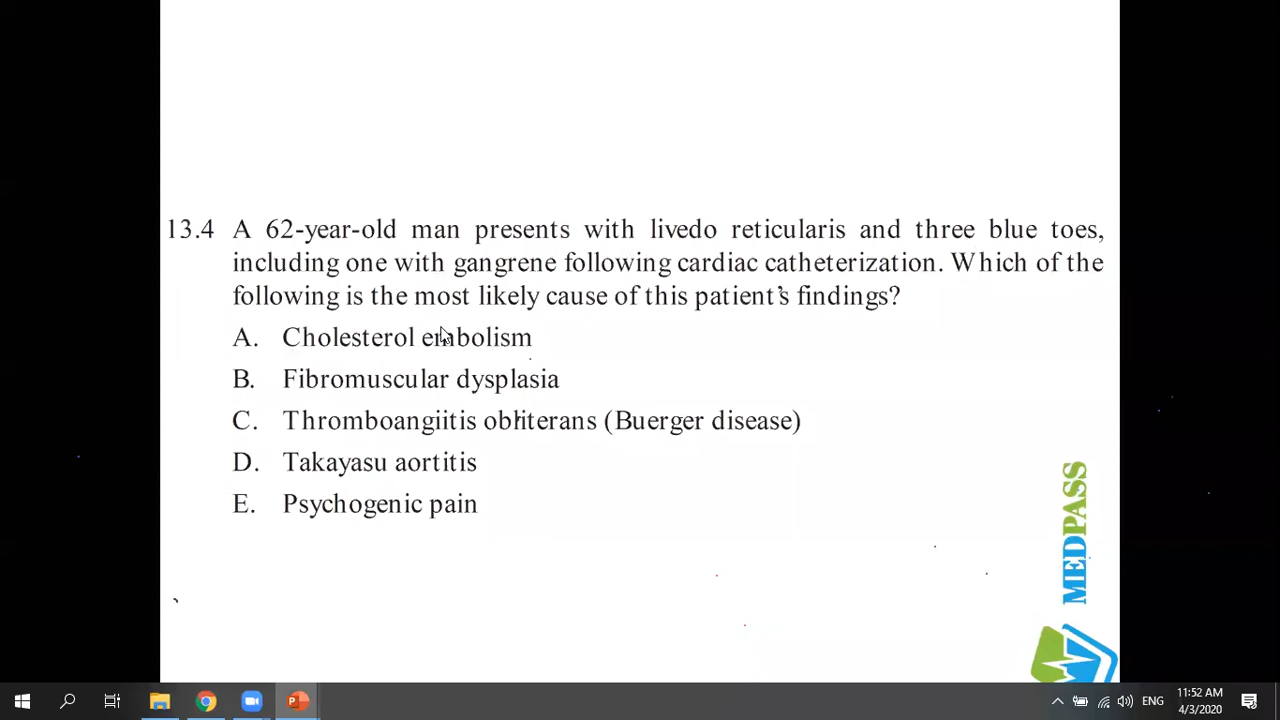 13.4 A 62-year-old man presents with livedo reticularis and three blue toes,
including one with gangrene following cardiac catheterization. Which of the
following is the most likely cause of this patient's findings?
A. Cholesterol embolism
B. Fibromuscular dysplasia
C. Thromboangiitis obliterans (Buerger disease)
D. Takayasu aortitis
E. Psychogenic pain
MEDPASS
ENG
11:52 AM
4/3/2020